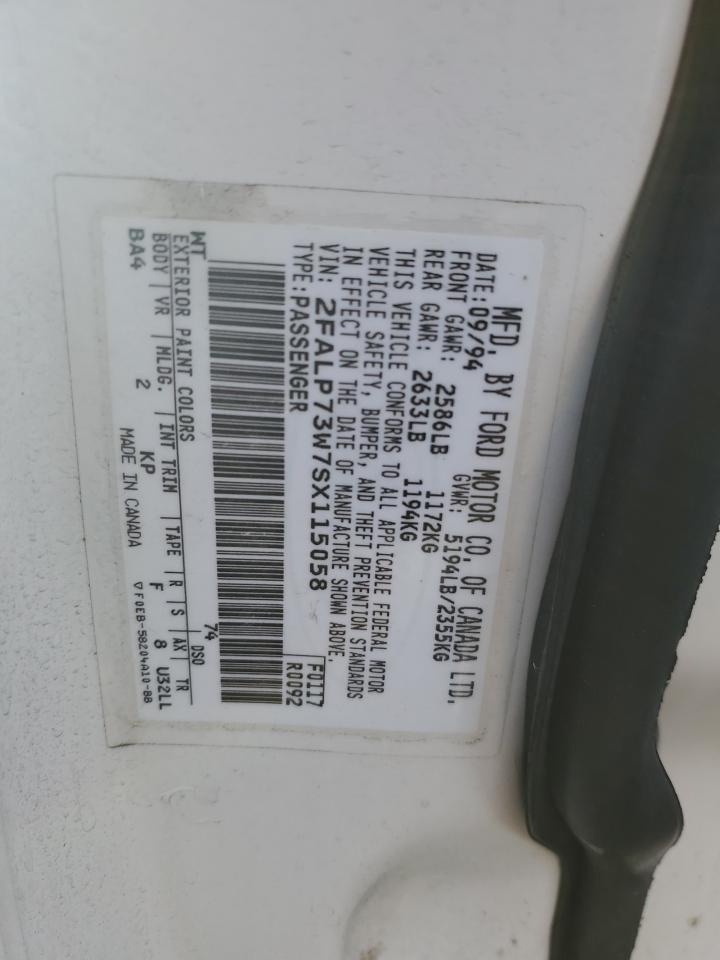 MFD. BY FORD MOTOR CO. OF CANADA LTD.
DATE: 09/94 GVWR: 5194LB/2355KG
FRONT GAWR: 2586LB 1172KG
REAR GAWR: 2633LB 1194KG
THIS VEHICLE CONFORMS TO ALL APPLICABLE FEDERAL MOTOR
VEHICLE SAFETY, BUMPER, AND THEFT PREVENTION STANDARDS
IN EFFECT ON THE DATE OF MANUFACTURE SHOWN ABOVE.
VIN: 2FALP73W7SX115058 F0117
TYPE: PASSENGER R0092
74
WT
EXTERIOR PAINT COLORS DSO
BODY VR MLDG. INT TRIM TAPE R S AX TR
BA4 2 KP F 8 U32LL
MADE IN CANADA ▽F0EB-58204A10-BB